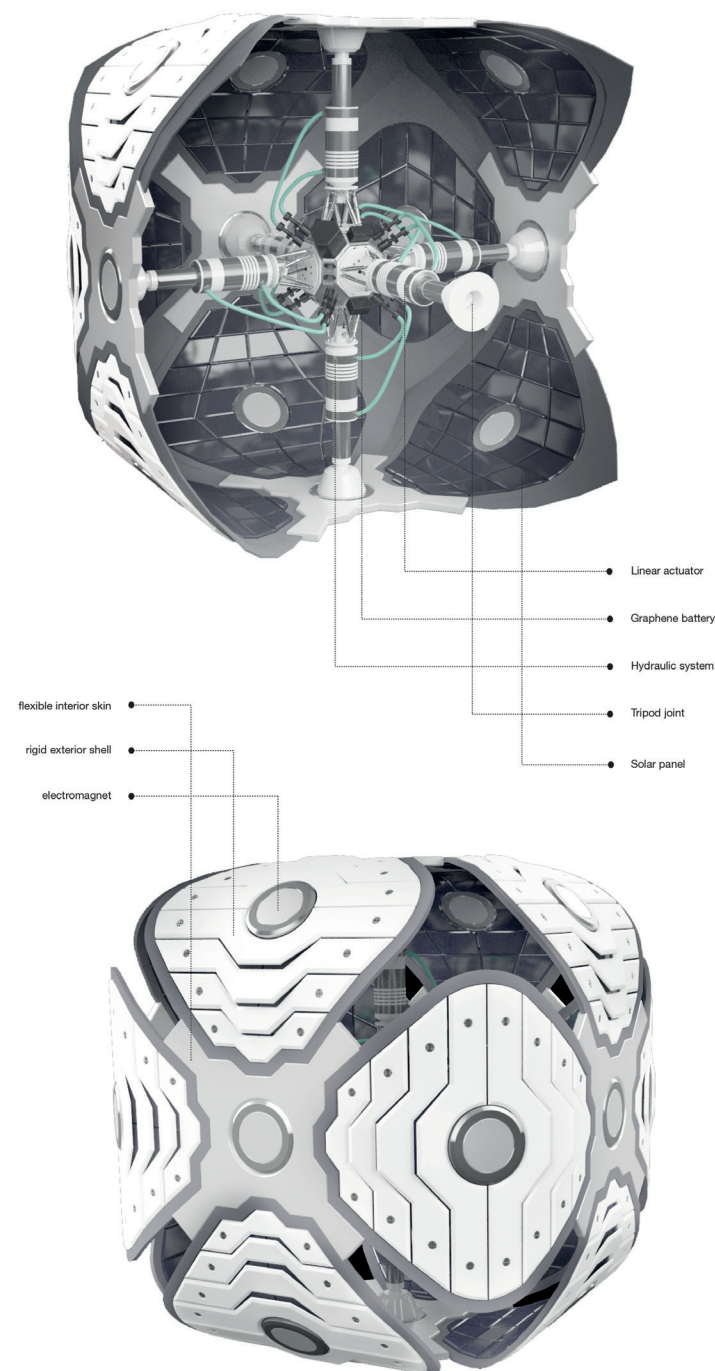 Linear actuator
Graphene battery
Hydraulic system
flexible interior skin
Tripod joint
rigid exterior shell
Solar panel
electromagnet